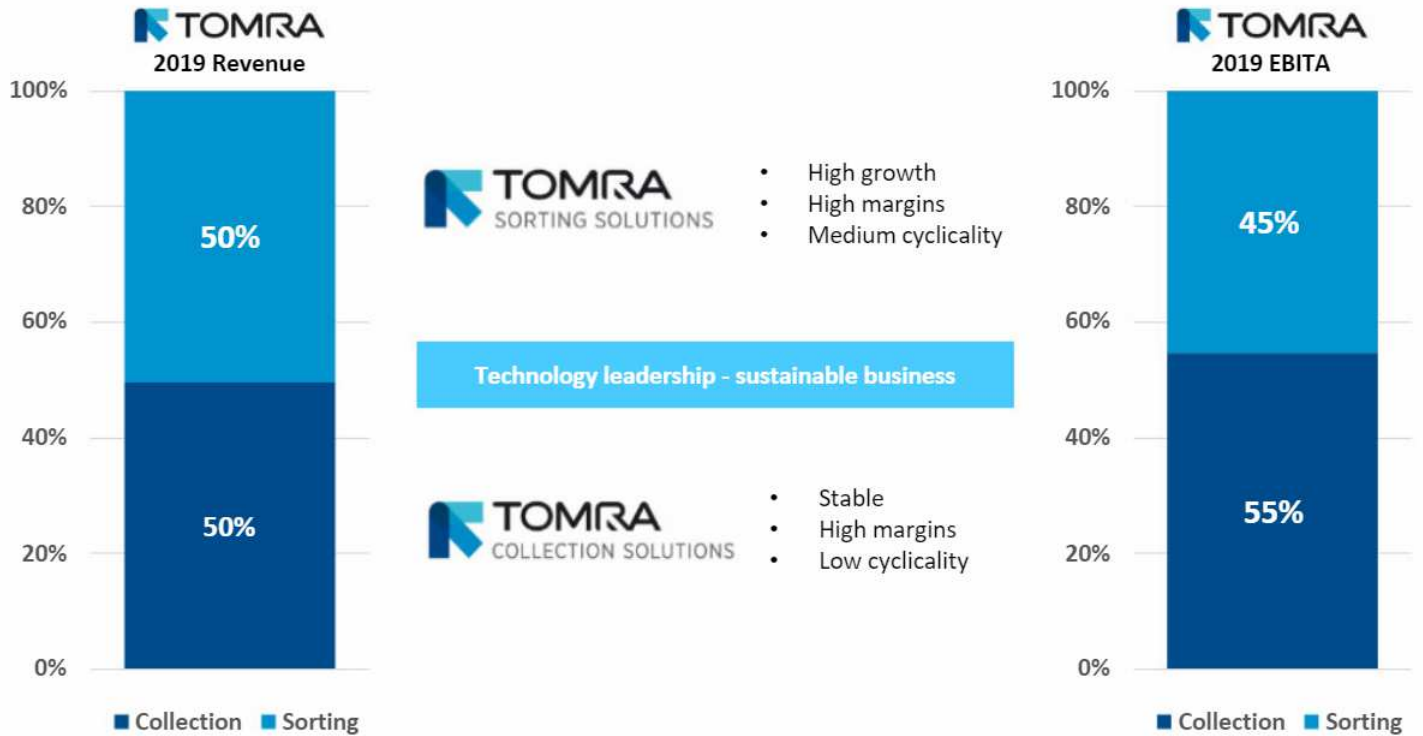 TOMRA
2019 Revenue
100%
80%
60%
40%
20%
0%
50%
50%
Collection Sorting
TOMRA
SORTING SOLUTIONS
• High growth
• High margins
• Medium cyclicality
Technology leadership - sustainable business
TOMRA
COLLECTION SOLUTIONS
• Stable
• High margins
• Low cyclicality
TOMRA
2019 EBITA
100%
80%
60%
40%
20%
0%
45%
55%
Collection Sorting